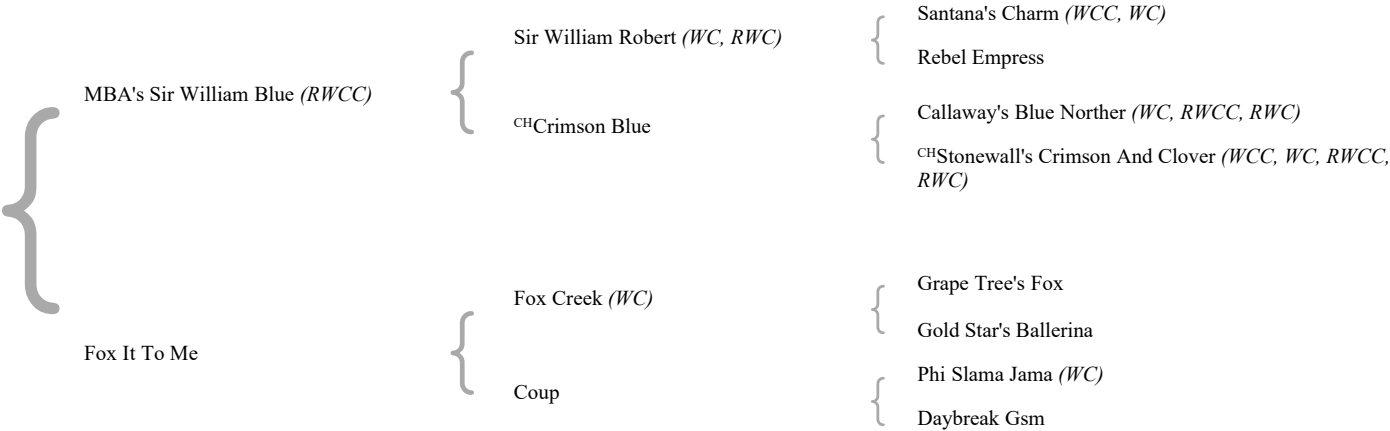 Santana's Charm (WCC, WC)
Sir William Robert (WC, RWC)
Rebel Empress
MBA's Sir William Blue (RWCC)
Callaway's Blue Norther (WC, RWCC, RWC)
CHCrimson Blue
CHStonewall's Crimson And Clover (WCC, WC, RWCC,
RWC)
Grape Tree's Fox
Fox Creek (WC)
Gold Star's Ballerina
Fox It To Me
Phi Slama Jama (WC)
Coup
Daybreak Gsm